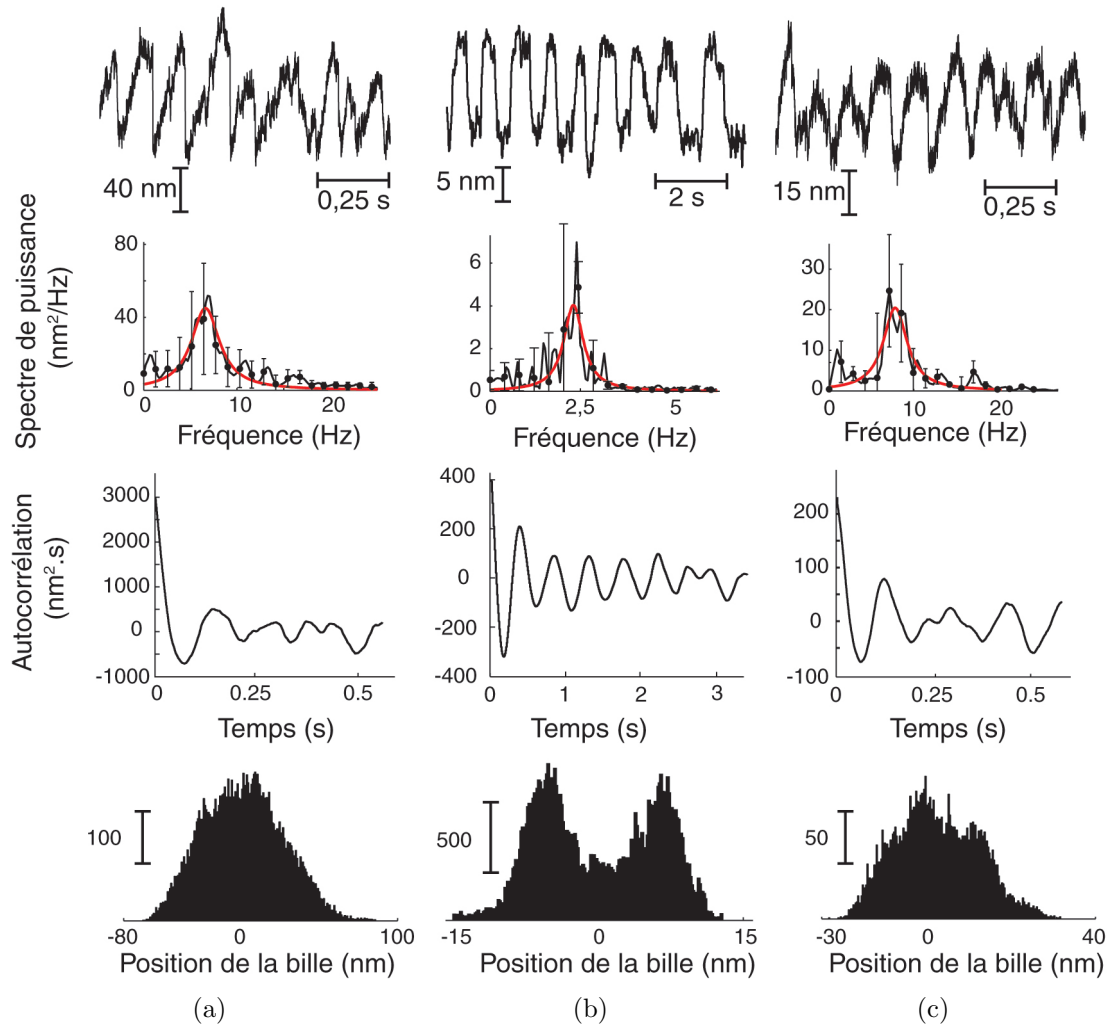 40 nm
0,25 s
5 nm
2 s
15 nm
0,25 s
Spectre de puissance
(nm²/Hz)
80
40
0
0 10 20
Fréquence (Hz)
6
4
2
0
0 2,5 5
Fréquence (Hz)
30
20
10
0
0 10 20
Fréquence (Hz)
Autocorrélation
(nm².s)
3000
2000
1000
0
-1000
0 0.25 0.5
Temps (s)
400
200
0
-200
-400
0 1 2 3
Temps (s)
200
100
0
-100
0 0.25 0.5
Temps (s)
100
-80 0 100
Position de la bille (nm)
500
-15 0 15
Position de la bille (nm)
50
-30 0 40
Position de la bille (nm)
(a) (b) (c)